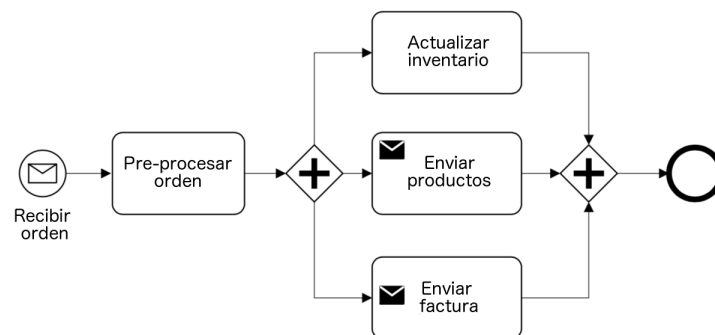 Actualizar
inventario
Pre-procesar
orden
Enviar
productos
Recibir
orden
Enviar
factura